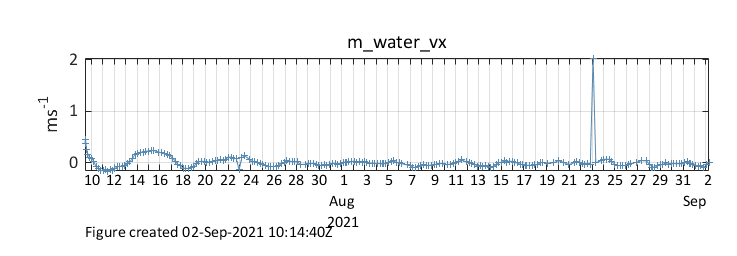 m_water_vx
ms-1
2
1
0
10 12 14 16 18 20 22 24 26 28 30 1 3 5 7 9 11 13 15 17 19 21 23 25 27 29 31 2
Aug Sep
2021
Figure created 02-Sep-2021 10:14:40Z